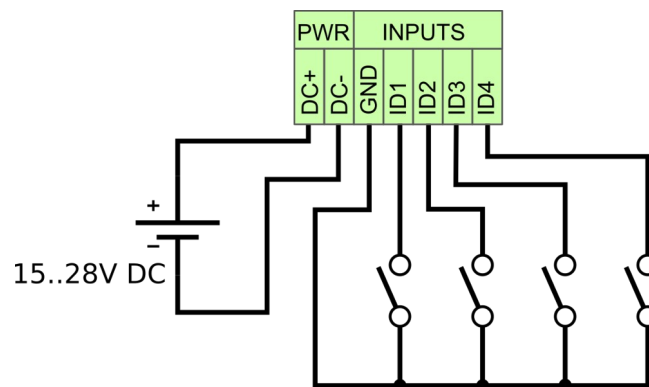 PWR INPUTS
DC+ DC- GND ID1 ID2 ID3 ID4
+
−
15..28V DC